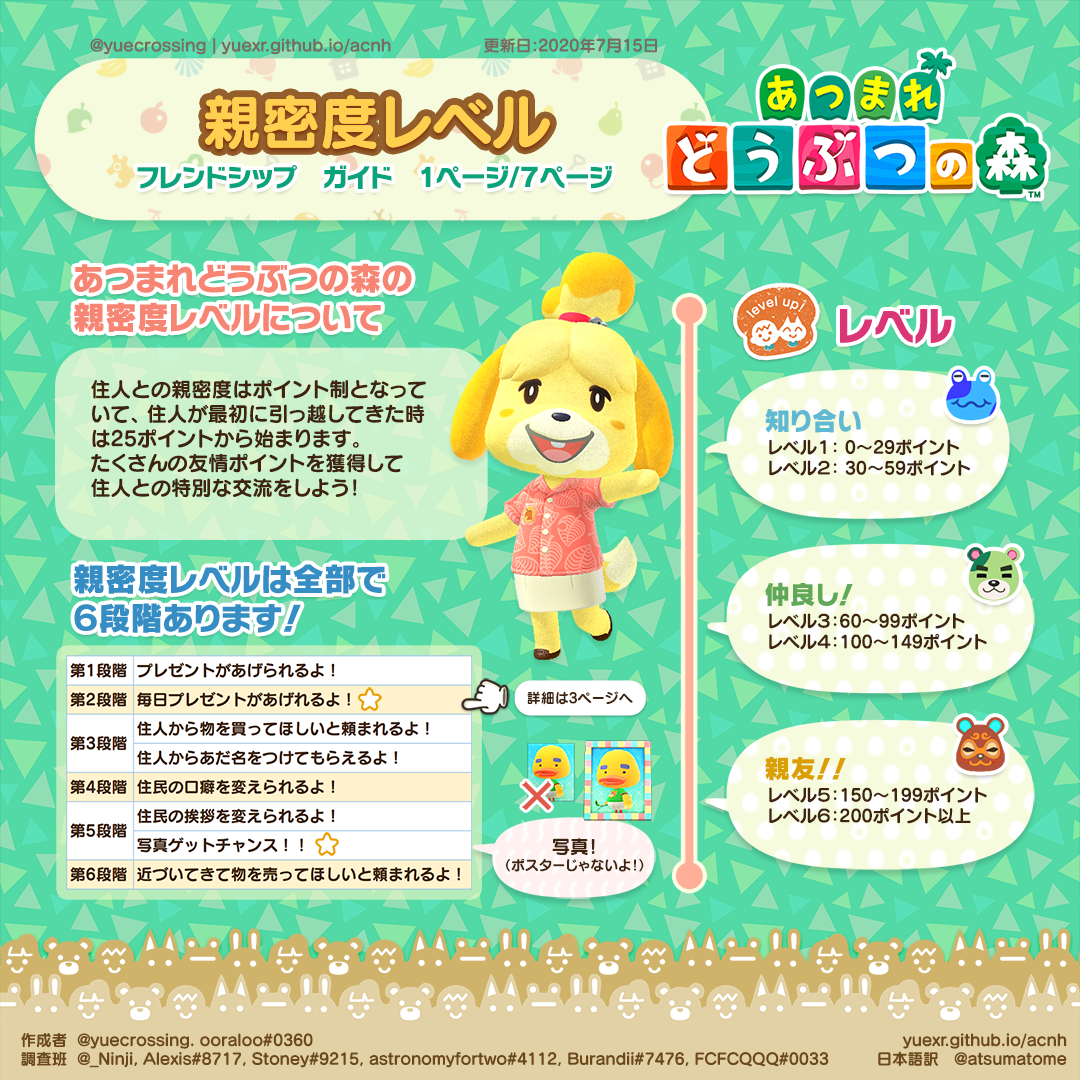 @yuecrossing | yuexr.github.io/acnh
更新日:2020年7月15日
親密度レベル
フレンドシップ ガイド 1ページ/7ページ
あつまれ
どうぶつの森
TM
あつまれどうぶつの森の
親密度レベルについて
住人との親密度はポイント制となって
いて、住人が最初に引っ越してきた時
は25ポイントから始まります。
たくさんの友情ポイントを獲得して
住人との特別な交流をしよう!
親密度レベルは全部で
6段階あります!
第1段階 プレゼントがあげられるよ!
第2段階 毎日プレゼントがあげれるよ!
詳細は3ページへ
第3段階 住人から物を買ってほしいと頼まれるよ!
住人からあだ名をつけてもらえるよ!
第4段階 住民の口癖を変えられるよ!
第5段階 住民の挨拶を変えられるよ!
写真ゲットチャンス!!
第6段階 近づいてきて物を売ってほしいと頼まれるよ!
写真!
(ポスターじゃないよ!)
level up!
レベル
知り合い
レベル1: 0〜29ポイント
レベル2: 30〜59ポイント
仲良し!
レベル3:60〜99ポイント
レベル4:100〜149ポイント
親友!!
レベル5:150〜199ポイント
レベル6:200ポイント以上
作成者 @yuecrossing. ooraloo#0360
調査班 @_Ninji, Alexis#8717, Stoney#9215, astronomyfortwo#4112, Burandii#7476, FCFCQQQ#0033
yuexr.github.io/acnh
日本語訳 @atsumatome